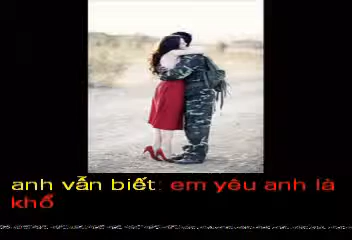 anh vẫn biết: em yêu anh là
khổ